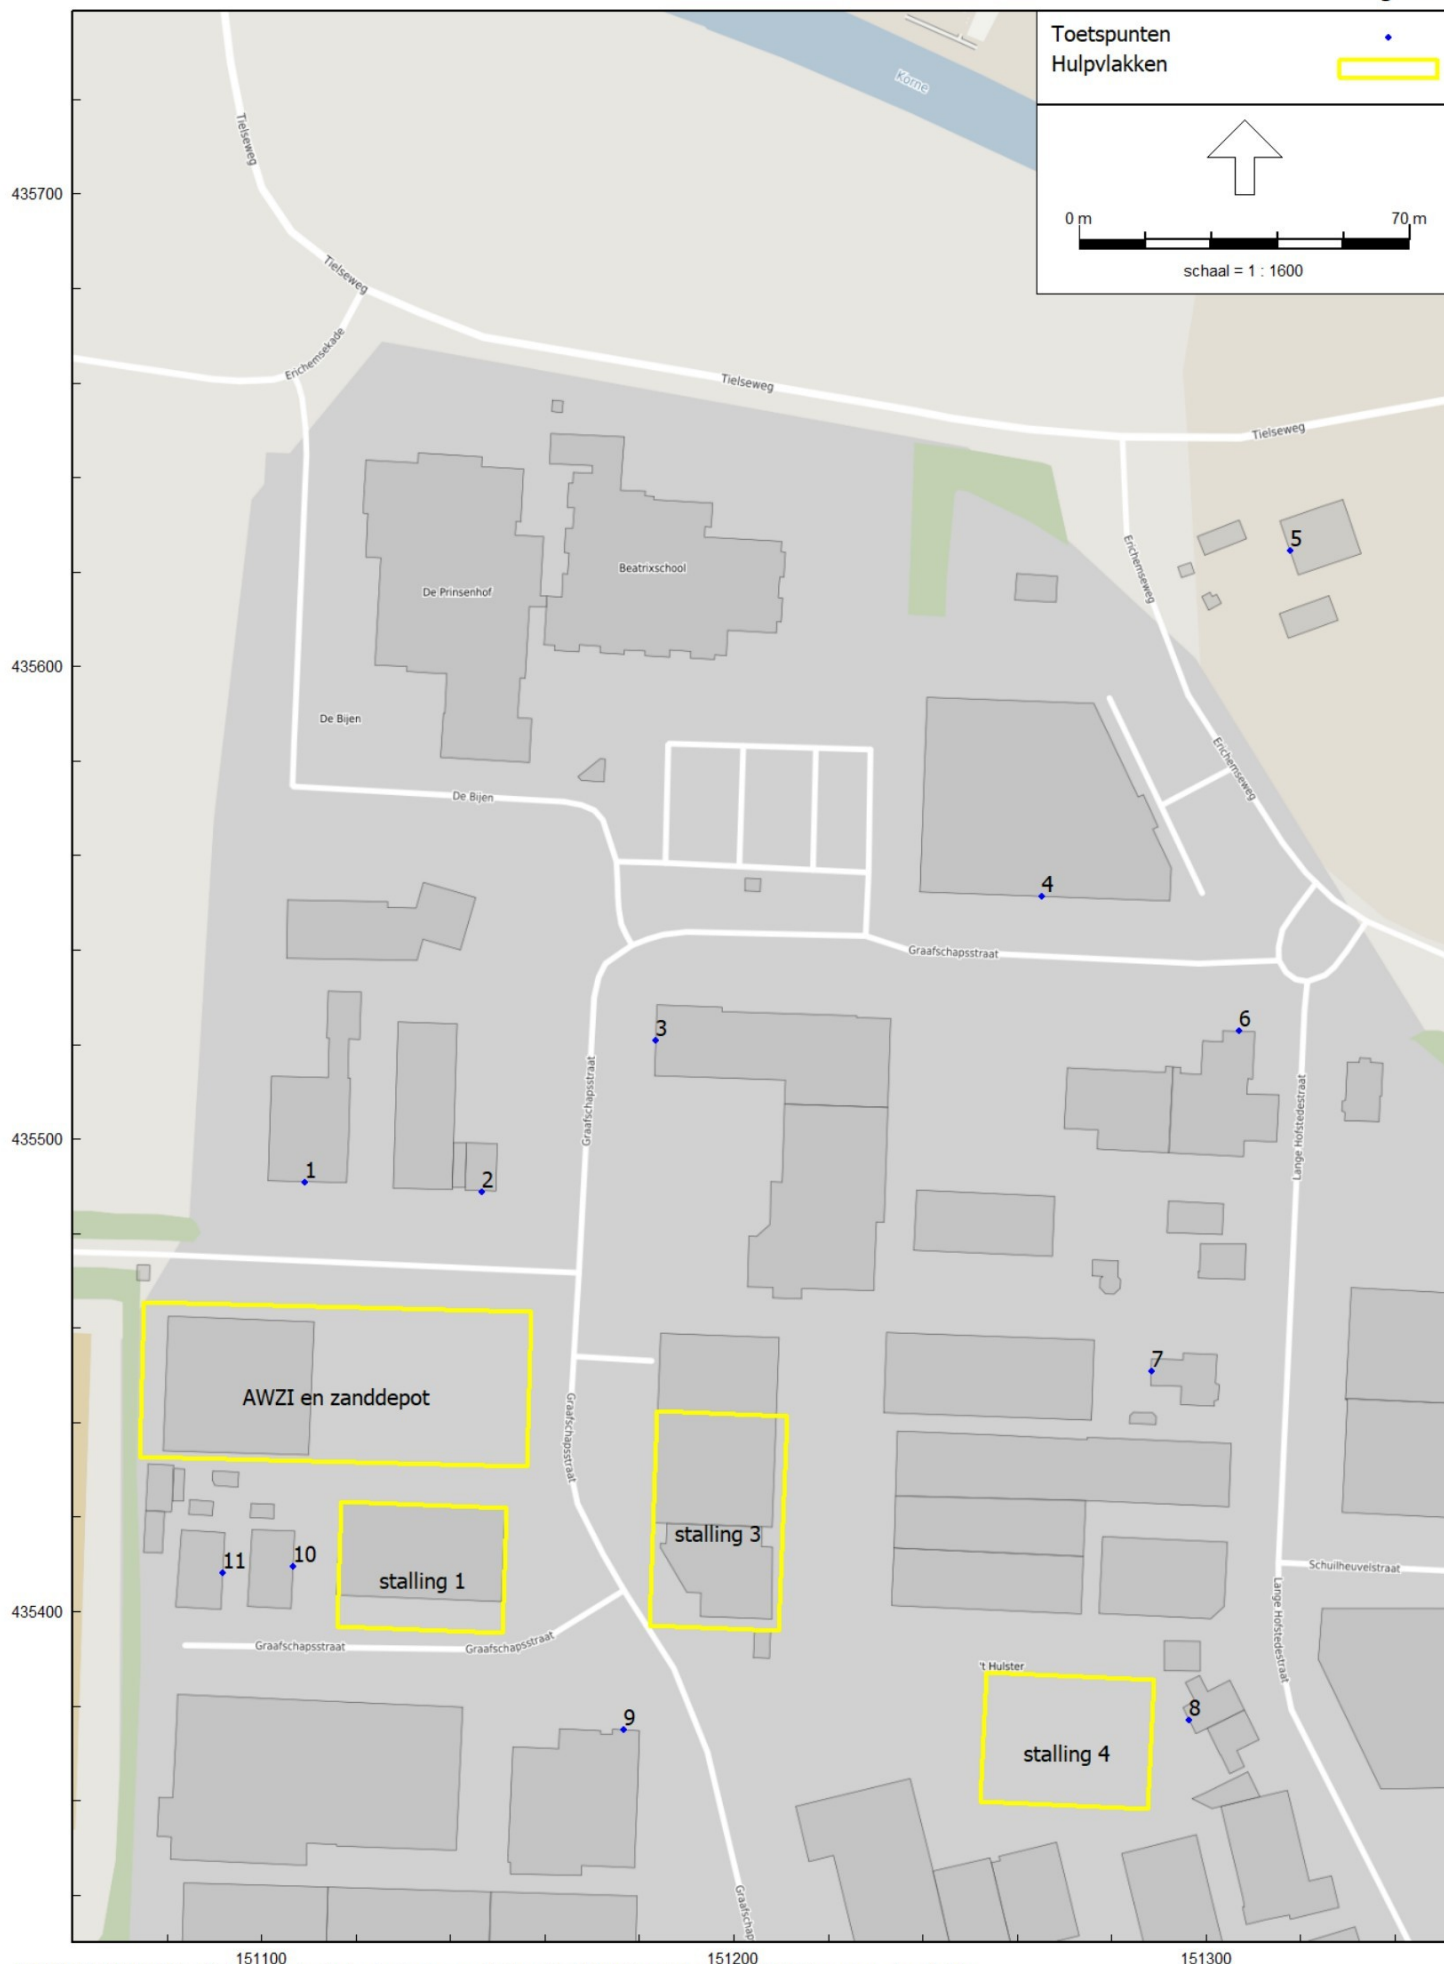 Toetspunten
Hulpvlakken
Korne
Tielseweg
435700
0 m 70 m
schaal = 1 : 1600
Tielseweg
Erichemsekade
Tielseweg
Tielseweg
5
Erichemseweg
Beatrixschool
De Prinsenhof
435600
De Bijen
Erichemseweg
De Bijen
4
Graafschapsstraat
6
3
Graafschapsstraat
Lange Hofstedestraat
435500
1
2
7
AWZI en zanddepot
Graafschapsstraat
stalling 3
10
11
stalling 1
Schuilheuvelstraat
435400
Lange Hofstedestraat
Graafschapsstraat
Graafschapsstraat
't Hulster
8
9
stalling 4
Graafschap
151100
151200
151300